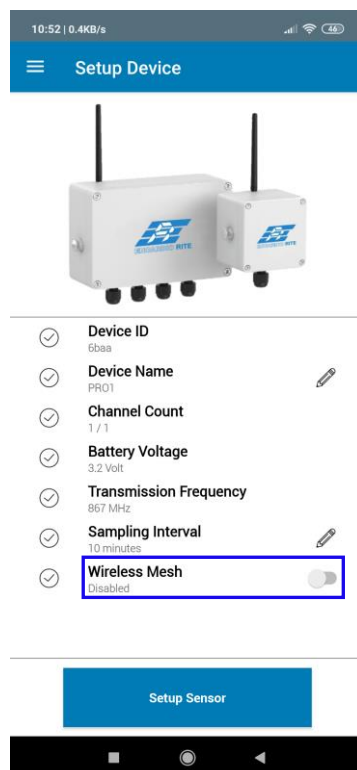 10:52 | 0.4KB/s
46
Setup Device
Device ID
6baa
Device Name
PRO1
Channel Count
1 / 1
Battery Voltage
3.2 Volt
Transmission Frequency
867 MHz
Sampling Interval
10 minutes
Wireless Mesh
Disabled
Setup Sensor